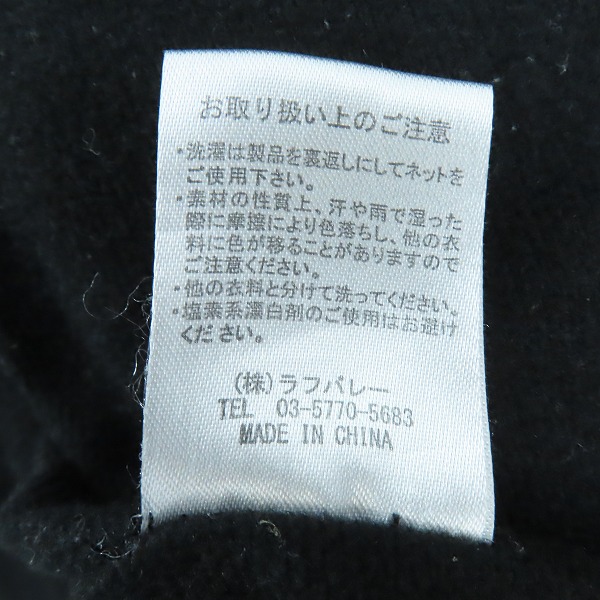 お取り扱い上のご注意
・洗濯は製品を裏返しにしてネットを
ご使用下さい。
・素材の性質上、汗や雨で湿った
際に摩擦により色落ちし、他の衣
料に色が移ることがありますので
ご注意ください。
・他の衣料と分けて洗ってください。
・塩素系漂白剤のご使用はお避け
ください。
(株)ラフバレー
TEL 03-5770-5683
MADE IN CHINA